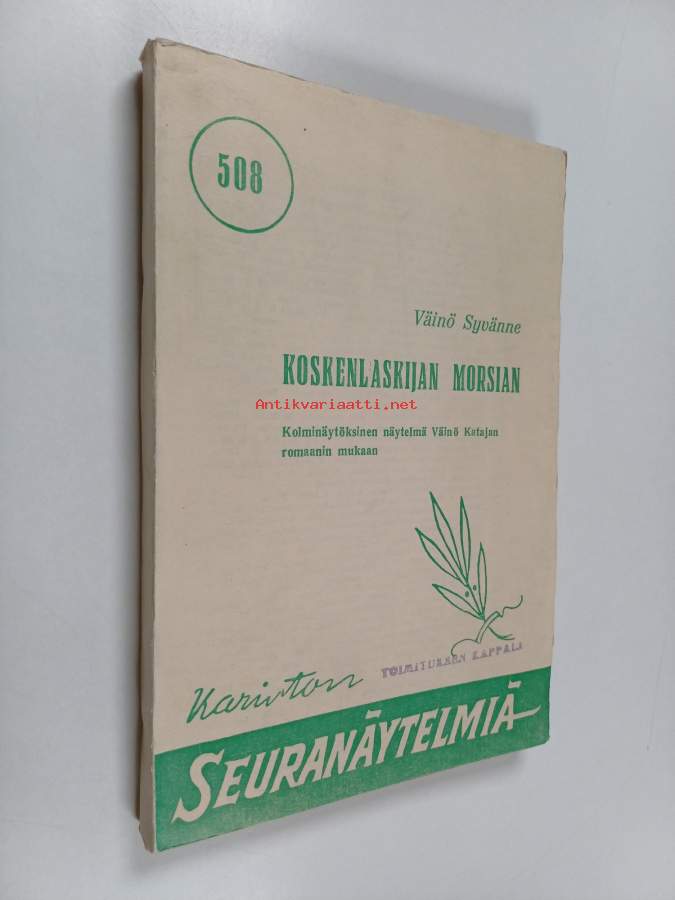 508
Väinö Syvänne
KOSKENLASKIJAN MORSIAN
Antikvariaatti.net
Kolminäytöksinen näytelmä Väinö Katajan
romaanin mukaan
TOIMITUKSEN KAPPALE
Kariston
SEURANÄYTELMIÄ